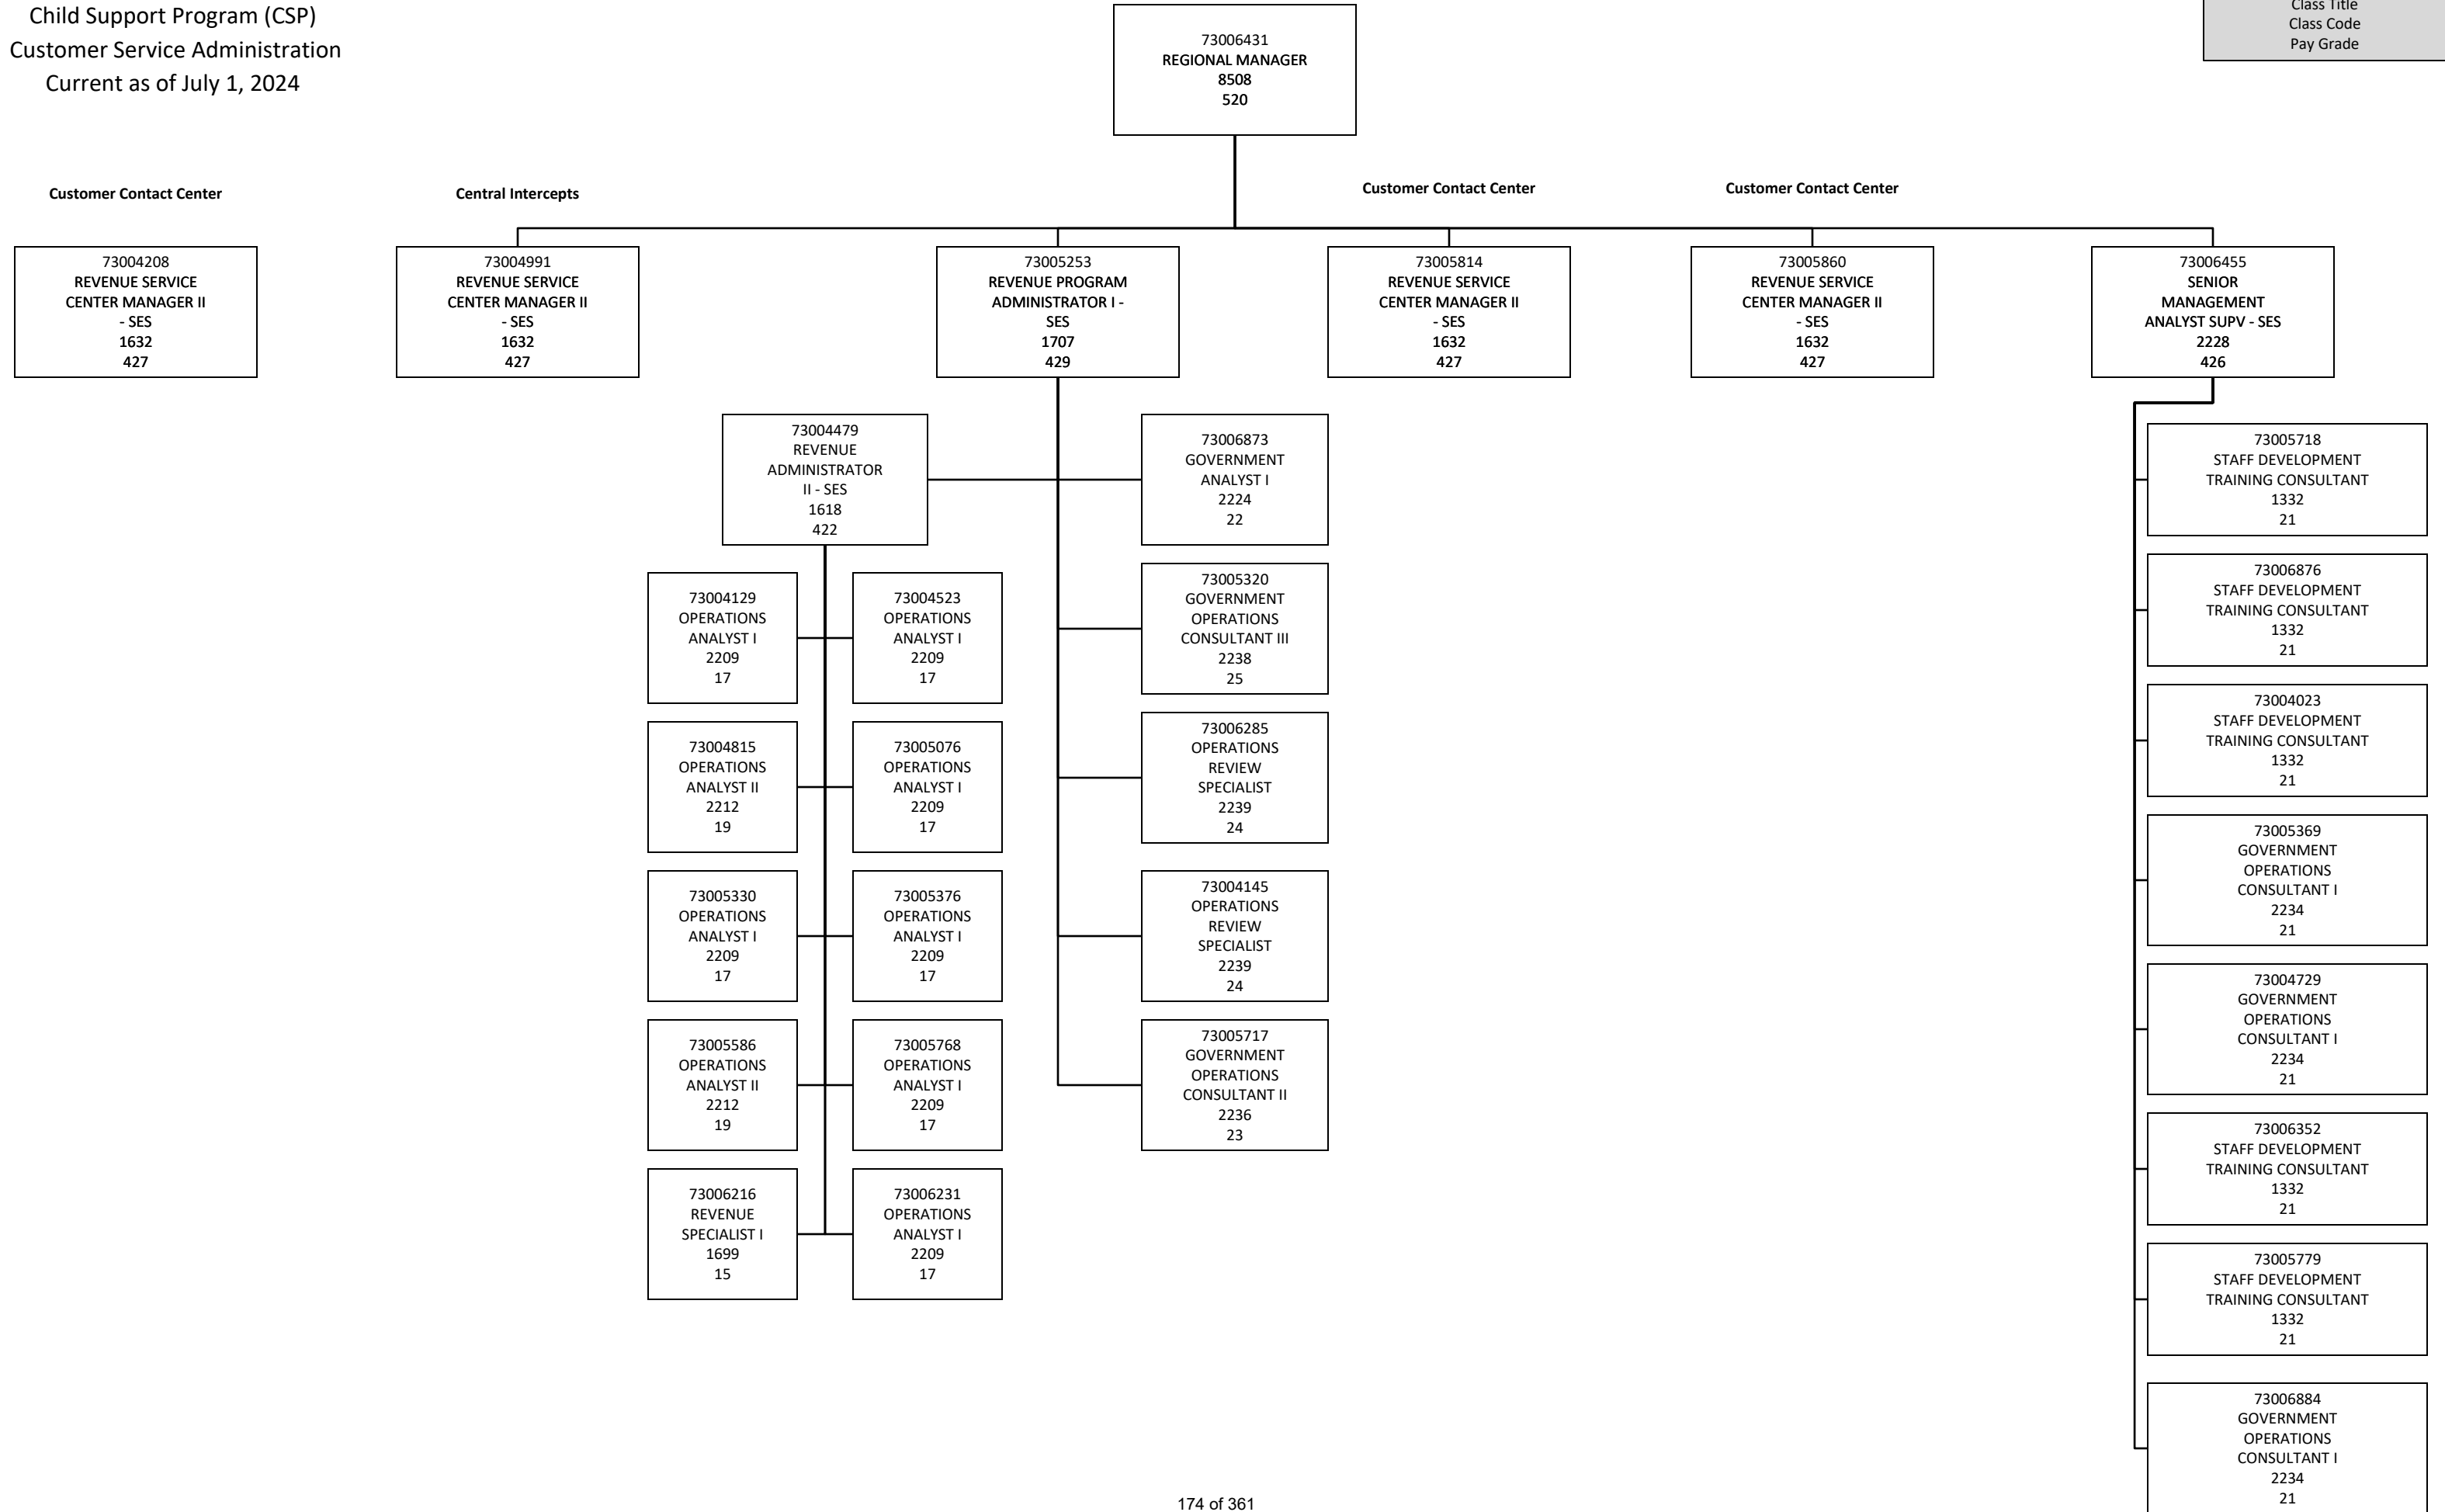 Child Support Program (CSP)
Customer Service Administration
Current as of July 1, 2024
Class Title
Class Code
Pay Grade
73006431
REGIONAL MANAGER
8508
520
Customer Contact Center
Central Intercepts
Customer Contact Center
Customer Contact Center
73004208
REVENUE SERVICE
CENTER MANAGER II
- SES
1632
427
73004991
REVENUE SERVICE
CENTER MANAGER II
- SES
1632
427
73005253
REVENUE PROGRAM
ADMINISTRATOR I -
SES
1707
429
73005814
REVENUE SERVICE
CENTER MANAGER II
- SES
1632
427
73005860
REVENUE SERVICE
CENTER MANAGER II
- SES
1632
427
73006455
SENIOR
MANAGEMENT
ANALYST SUPV - SES
2228
426
73004479
REVENUE
ADMINISTRATOR
II - SES
1618
422
73004129
OPERATIONS
ANALYST I
2209
17
73004523
OPERATIONS
ANALYST I
2209
17
73004815
OPERATIONS
ANALYST II
2212
19
73005076
OPERATIONS
ANALYST I
2209
17
73005330
OPERATIONS
ANALYST I
2209
17
73005376
OPERATIONS
ANALYST I
2209
17
73005586
OPERATIONS
ANALYST II
2212
19
73005768
OPERATIONS
ANALYST I
2209
17
73006216
REVENUE
SPECIALIST I
1699
15
73006231
OPERATIONS
ANALYST I
2209
17
73006873
GOVERNMENT
ANALYST I
2224
22
73005320
GOVERNMENT
OPERATIONS
CONSULTANT III
2238
25
73006285
OPERATIONS
REVIEW
SPECIALIST
2239
24
73004145
OPERATIONS
REVIEW
SPECIALIST
2239
24
73005717
GOVERNMENT
OPERATIONS
CONSULTANT II
2236
23
73005718
STAFF DEVELOPMENT
TRAINING CONSULTANT
1332
21
73006876
STAFF DEVELOPMENT
TRAINING CONSULTANT
1332
21
73004023
STAFF DEVELOPMENT
TRAINING CONSULTANT
1332
21
73005369
GOVERNMENT
OPERATIONS
CONSULTANT I
2234
21
73004729
GOVERNMENT
OPERATIONS
CONSULTANT I
2234
21
73006352
STAFF DEVELOPMENT
TRAINING CONSULTANT
1332
21
73005779
STAFF DEVELOPMENT
TRAINING CONSULTANT
1332
21
73006884
GOVERNMENT
OPERATIONS
CONSULTANT I
2234
21
174 of 361